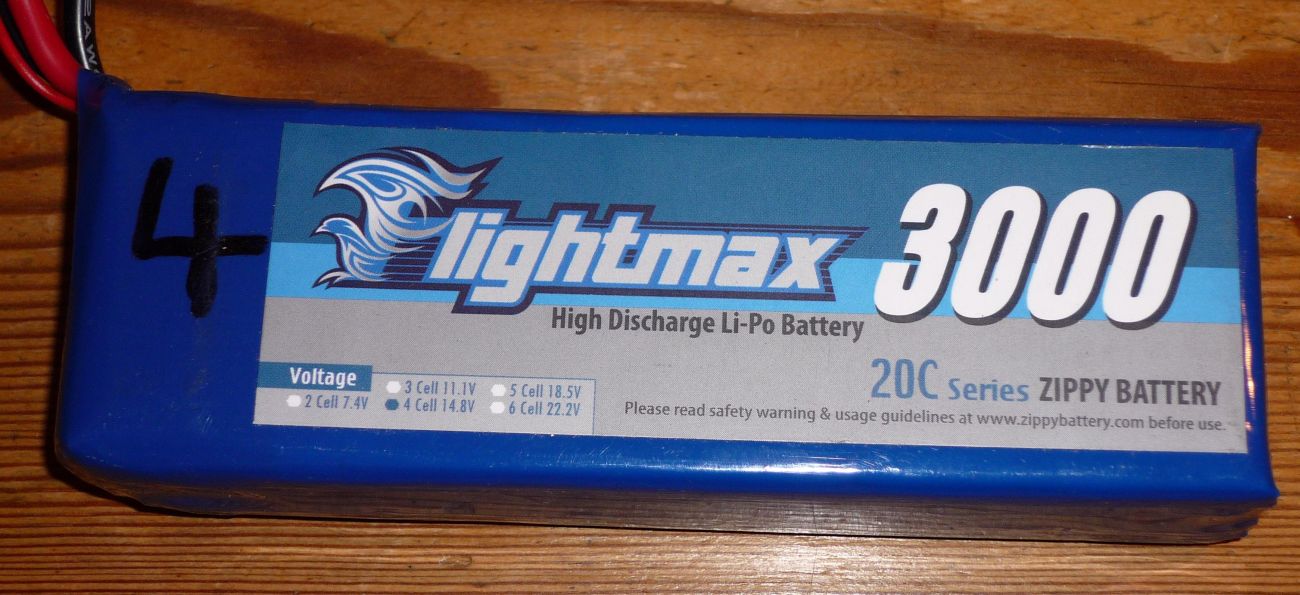 2AW
4
Flightmax
3000
High Discharge Li-Po Battery
20C Series ZIPPY BATTERY
Please read safety warning & usage guidelines at www.zippybattery.com before use.
Voltage
2 Cell 7.4V
3 Cell 11.1V
4 Cell 14.8V
5 Cell 18.5V
6 Cell 22.2V